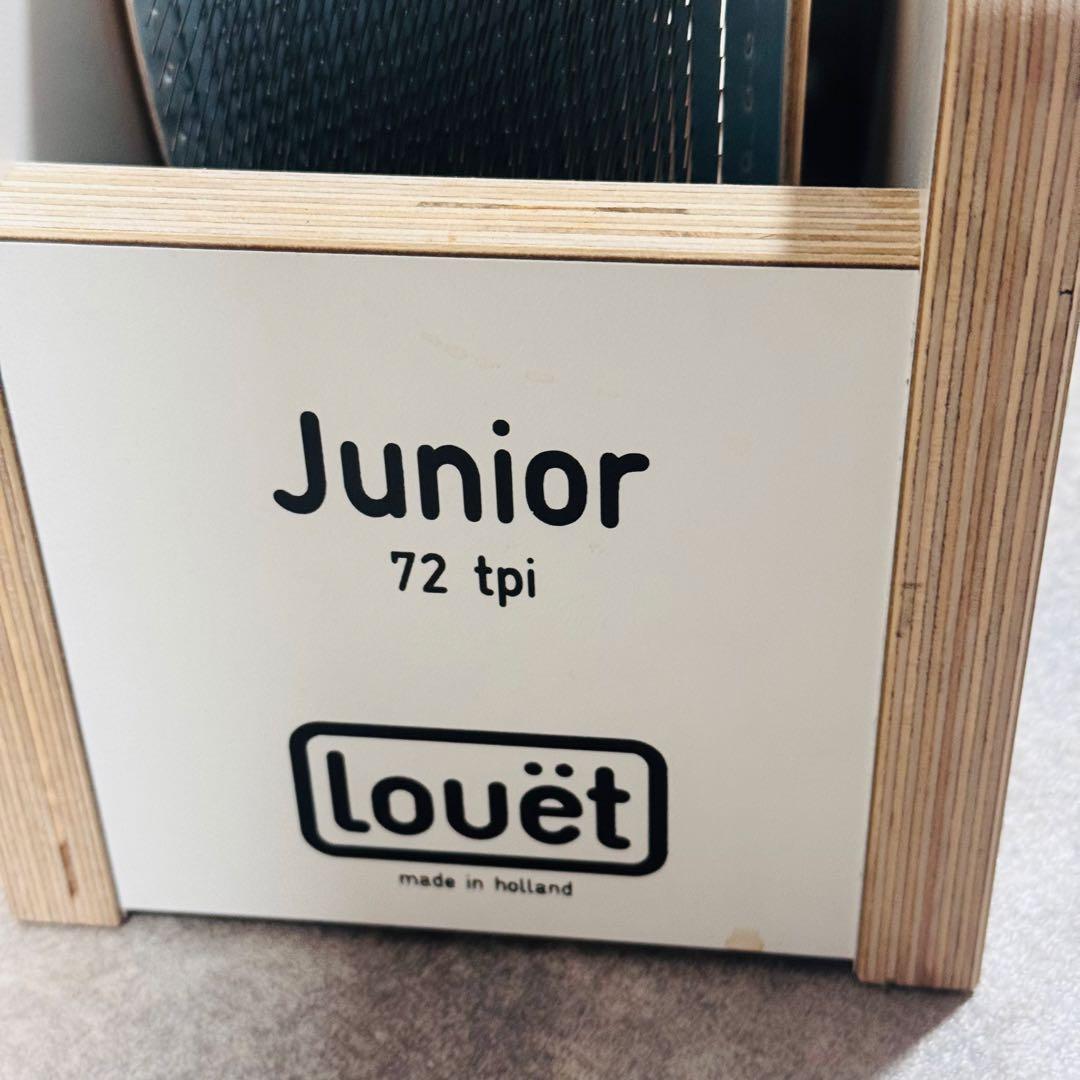 Junior
72 tpi
louët
made in holland